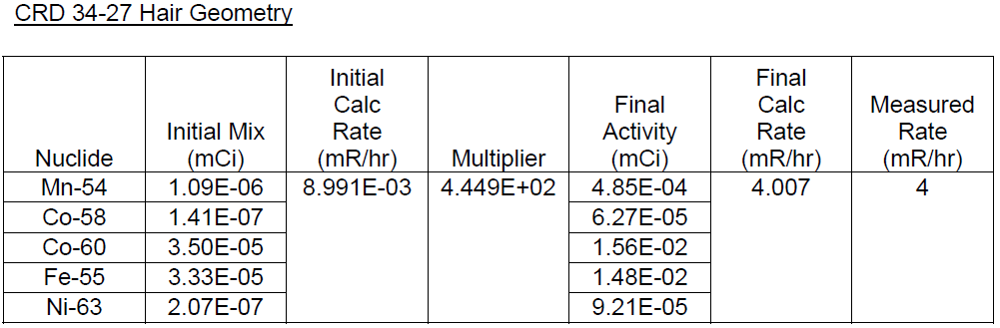 CRD 34-27 Hair Geometry
Nuclide Initial Mix (mCi) Initial Calc Rate (mR/hr) Multiplier Final Activity (mCi) Final Calc Rate (mR/hr) Measured Rate (mR/hr)
Mn-54 1.09E-06 8.991E-03 4.449E+02 4.85E-04 4.007 4
Co-58 1.41E-07 6.27E-05
Co-60 3.50E-05 1.56E-02
Fe-55 3.33E-05 1.48E-02
Ni-63 2.07E-07 9.21E-05